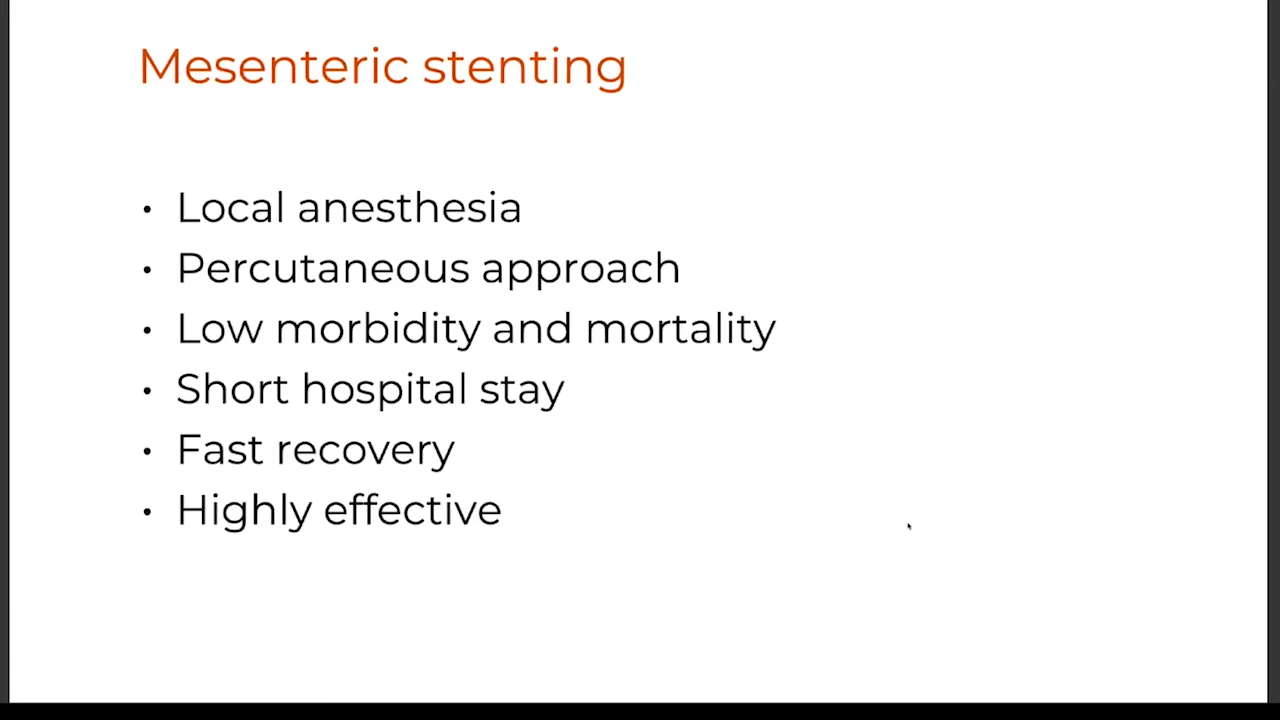 Mesenteric stenting
• Local anesthesia
• Percutaneous approach
• Low morbidity and mortality
• Short hospital stay
• Fast recovery
• Highly effective